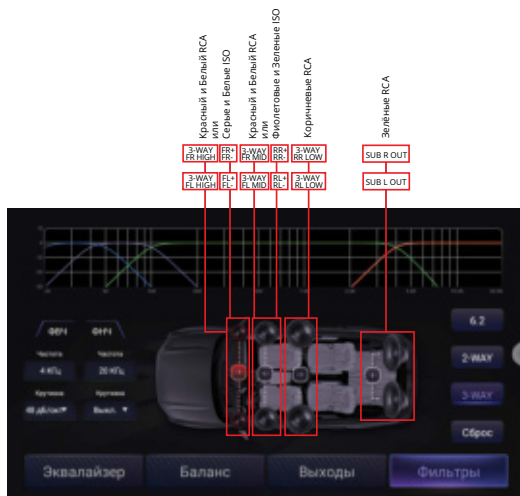 Красный и Белый RCA
или
Серые и Белые ISO
Красный и Белый RCA
или
Фиолетовые и Зеленые ISO
Коричневые RCA
Зелёные RCA
3-WAY
FR HIGH
FR+
FR-
3-WAY
FR MID
RR+
RR-
3-WAY
RR LOW
SUB R OUT
3-WAY
FL HIGH
FL+
FL-
3-WAY
FL MID
RL+
RL-
3-WAY
RL LOW
SUB L OUT
ФВЧ
ФНЧ
Частота
Частота
4 КГц
20 КГц
Крутизна
Крутизна
48 дБ/окт
Выкл.
6.2
2-WAY
3-WAY
Сброс
Эквалайзер
Баланс
Выходы
Фильтры